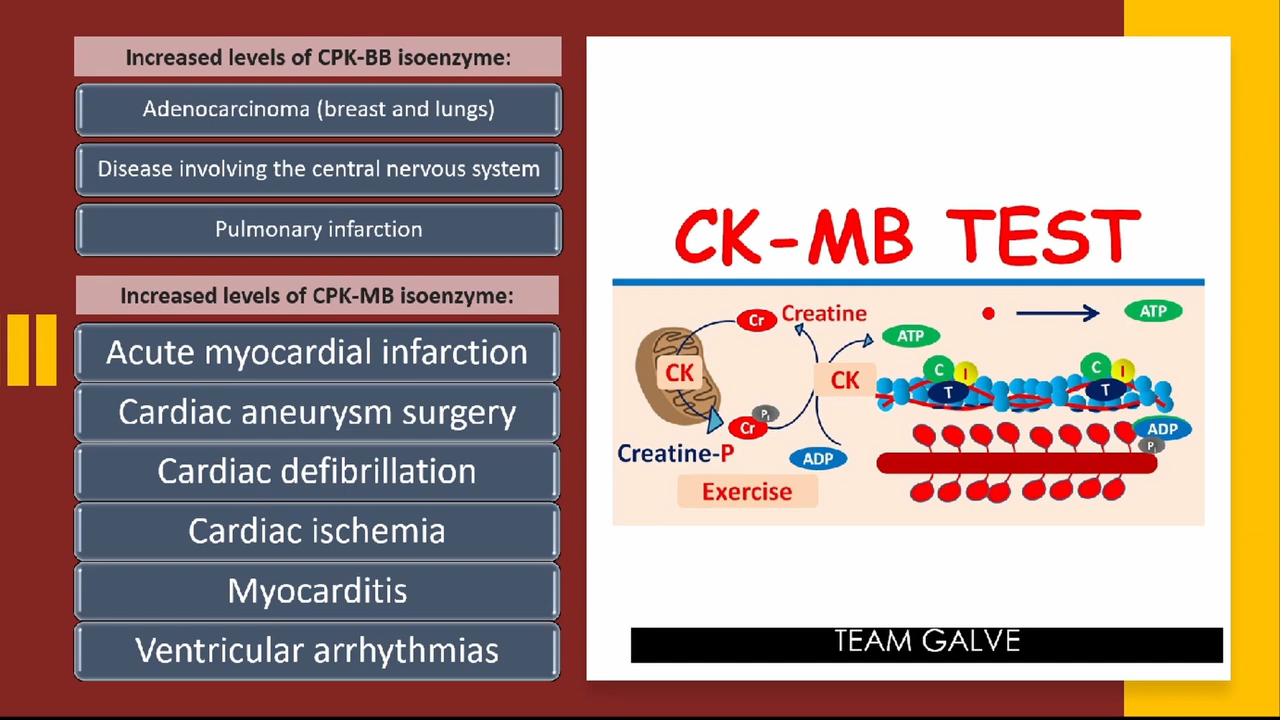 Increased levels of CPK-BB isoenzyme:
Adenocarcinoma (breast and lungs)
Disease involving the central nervous system
Pulmonary infarction
Increased levels of CPK-MB isoenzyme:
Acute myocardial infarction
Cardiac aneurysm surgery
Cardiac defibrillation
Cardiac ischemia
Myocarditis
Ventricular arrhythmias
CK-MB TEST
Cr Creatine
ATP
ATP
CK
CK
C I
T
C I
T
Pi
Cr
Creatine-P
ADP
ADP
Pi
Exercise
TEAM GALVE